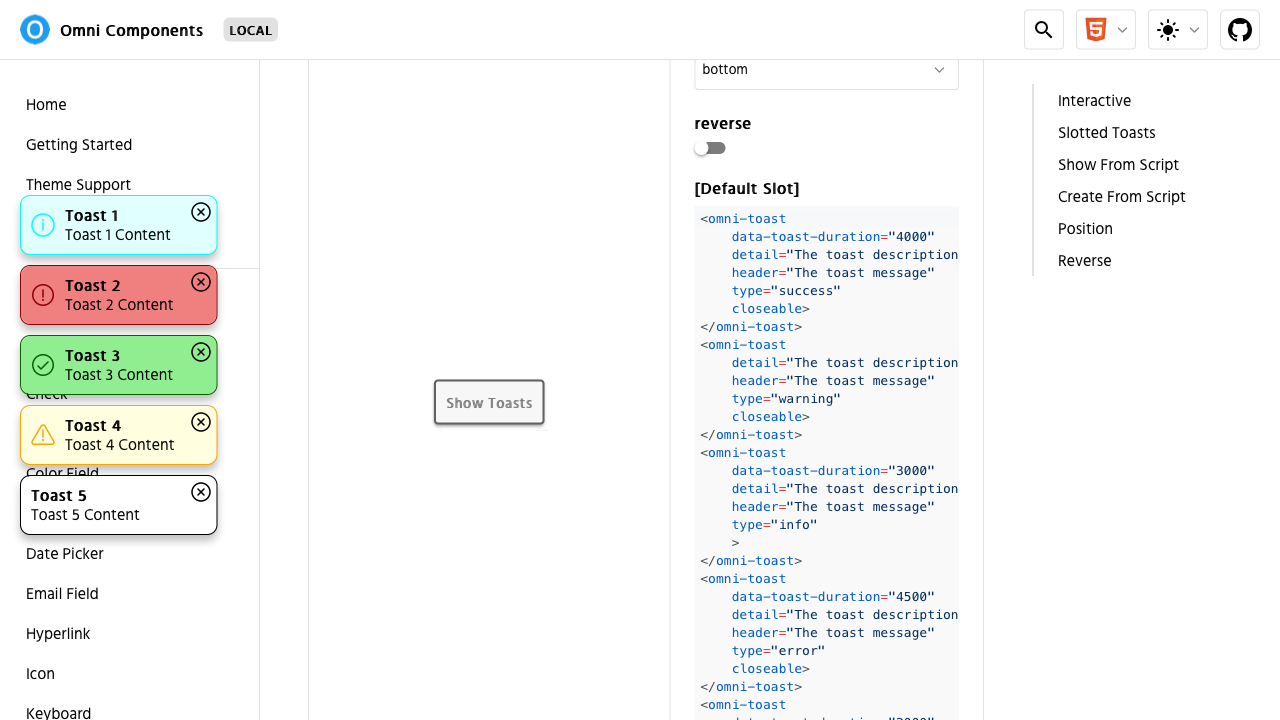 Omni Components
LOCAL
Home
Getting Started
Theme Support
Toast 1
Toast 1 Content
Toast 2
Toast 2 Content
Toast 3
Toast 3 Content
Check
Toast 4
Toast 4 Content
Color Field
Toast 5
Toast 5 Content
Date Picker
Email Field
Hyperlink
Icon
Keyboard
Show Toasts
bottom
reverse
[Default Slot]
<omni-toast
data-toast-duration="4000"
detail="The toast description
header="The toast message"
type="success"
closeable>
</omni-toast>
<omni-toast
detail="The toast description
header="The toast message"
type="warning"
closeable>
</omni-toast>
<omni-toast
data-toast-duration="3000"
detail="The toast description
header="The toast message"
type="info"
>
</omni-toast>
<omni-toast
data-toast-duration="4500"
detail="The toast description
header="The toast message"
type="error"
closeable>
</omni-toast>
<omni-toast
Interactive
Slotted Toasts
Show From Script
Create From Script
Position
Reverse